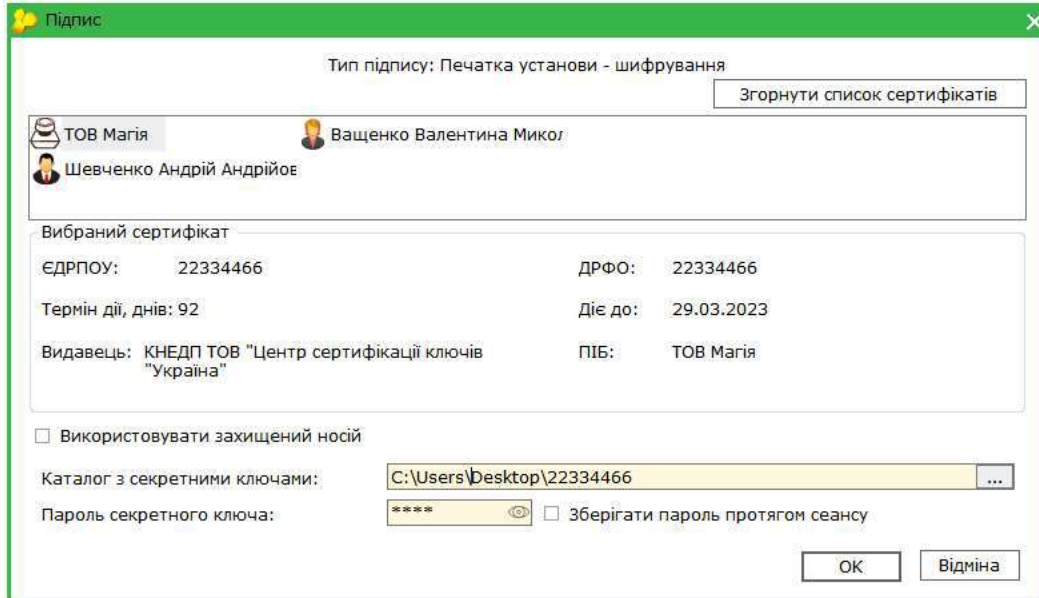 Підпис
Тип підпису: Печатка установи - шифрування
Згорнути список сертифікатів
ТОВ Магія
Ващенко Валентина Микол
Шевченко Андрій Андрійов
Вибраний сертифікат
ЄДРПОУ: 22334466
ДРФО: 22334466
Термін дії, днів: 92
Діє до: 29.03.2023
Видавець: КНЕДП ТОВ "Центр сертифікації ключів
"Україна"
ПІБ: ТОВ Магія
Використовувати захищений носій
Каталог з секретними ключами: C:\Users\Desktop\22334466 ...
Пароль секретного ключа: **** Зберігати пароль протягом сеансу
OK Відміна